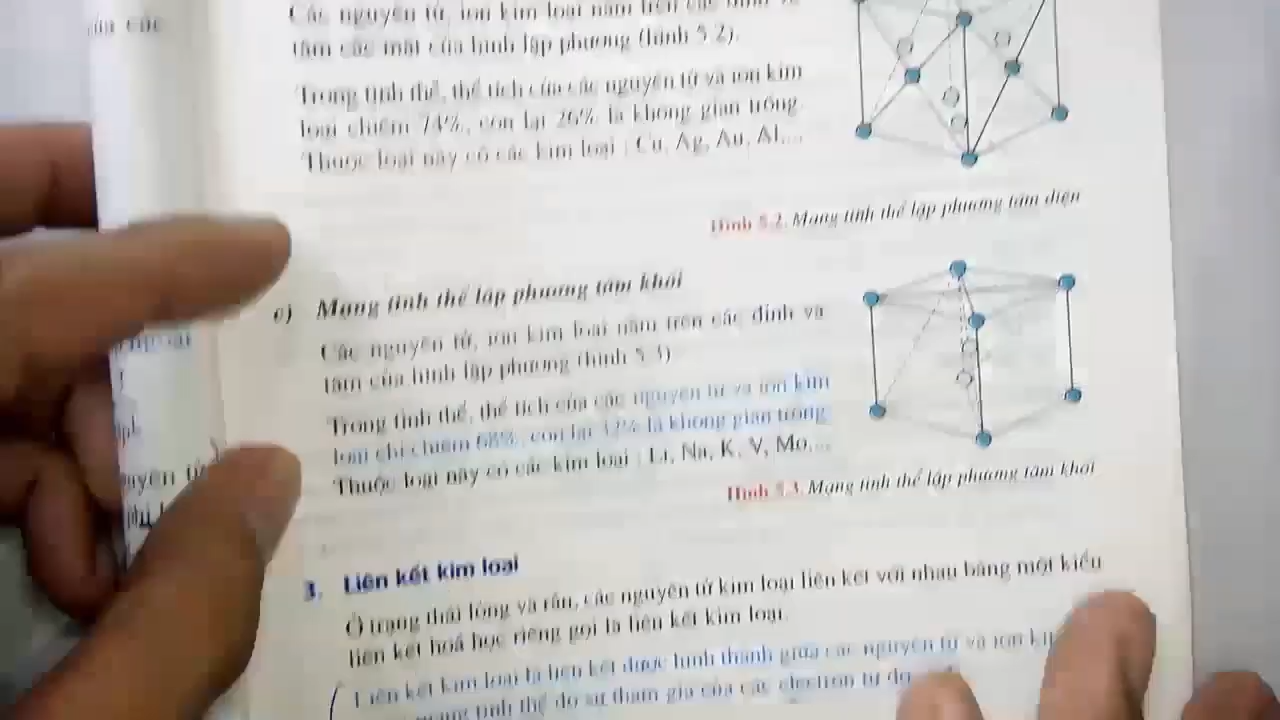 của các
Các nguyên tử, ion kim loại nằm trên các đỉnh và
tâm các mặt của hình lập phương (hình 5.2).
Trong tinh thể, thể tích của các nguyên tử và ion kim
loại chiếm 74%, còn lại 26% là không gian trống.
Thuộc loại này có các kim loại : Cu, Ag, Au, Al,...
Hình 5.2. Mạng tinh thể lập phương tâm diện
c) Mạng tinh thể lập phương tâm khối
Các nguyên tử, ion kim loại nằm trên các đỉnh và
tâm của hình lập phương (hình 5.3)
Trong tinh thể, thể tích của các nguyên tử và ion kim
loại chỉ chiếm 68%, còn lại 32% là không gian trống.
Thuộc loại này có các kim loại : Li, Na, K, V, Mo,...
Hình 5.3. Mạng tinh thể lập phương tâm khối
3. Liên kết kim loại
Ở trạng thái lỏng và rắn, các nguyên tử kim loại liên kết với nhau bằng một kiểu
liên kết hoá học riêng gọi là liên kết kim loại.
Liên kết kim loại là liên kết được hình thành giữa các nguyên tử và ion
mạng tinh thể do sự tham gia của các electron tự do